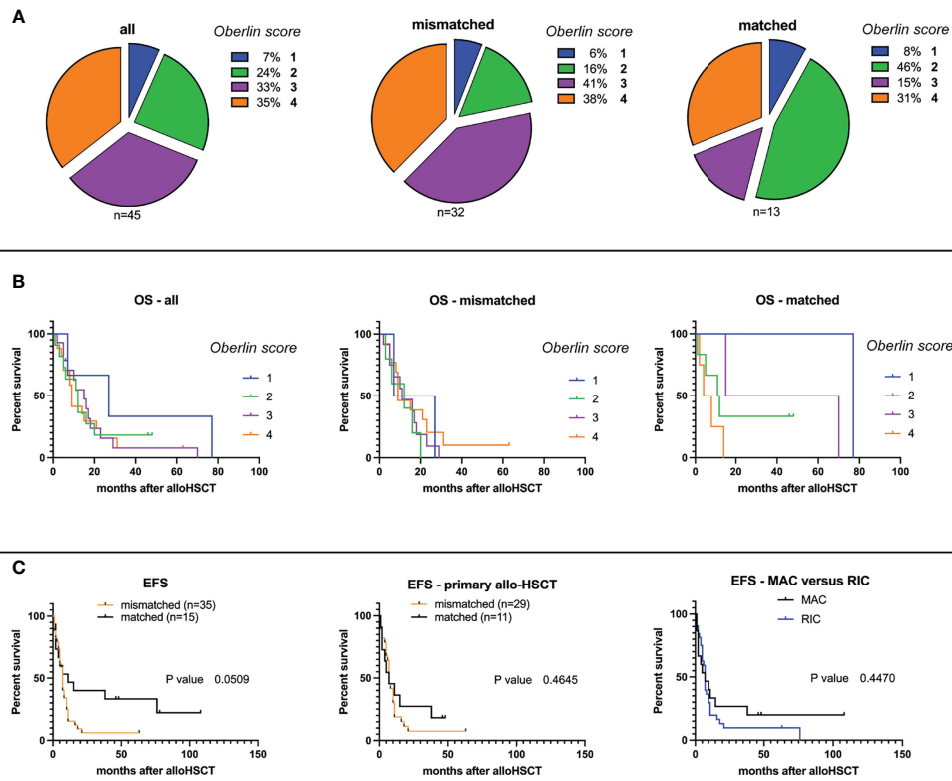 A
all
Oberlin score
7% 1
24% 2
33% 3
35% 4
n=45
mismatched
Oberlin score
6% 1
16% 2
41% 3
38% 4
n=32
matched
Oberlin score
8% 1
46% 2
15% 3
31% 4
n=13
B
OS - all
Percent survival
100
50
0
0 20 40 60 80 100
months after alloHSCT
Oberlin score
1
2
3
4
OS - mismatched
Percent survival
100
50
0
0 20 40 60 80 100
months after alloHSCT
Oberlin score
1
2
3
4
OS - matched
Percent survival
100
50
0
0 20 40 60 80 100
months after alloHSCT
Oberlin score
1
2
3
4
C
EFS
mismatched (n=35)
matched (n=15)
Percent survival
100
50
0
P value 0.0509
0 50 100 150
months after alloHSCT
EFS - primary allo-HSCT
mismatched (n=29)
matched (n=11)
Percent survival
100
50
0
P value 0.4645
0 50 100 150
months after alloHSCT
EFS - MAC versus RIC
MAC
RIC
Percent survival
100
50
0
P value 0.4470
0 50 100 150
months after alloHSCT